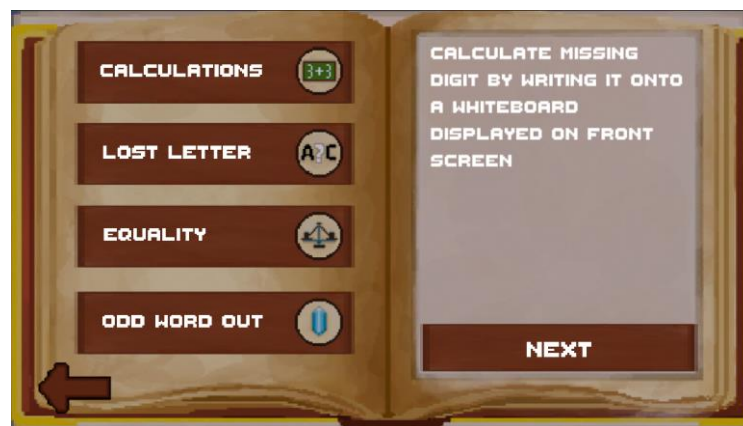 CALCULATIONS
3+3
LOST LETTER
A?C
EQUALITY
ODD WORD OUT
CALCULATE MISSING
DIGIT BY WRITING IT ONTO
A WHITEBOARD
DISPLAYED ON FRONT
SCREEN
NEXT